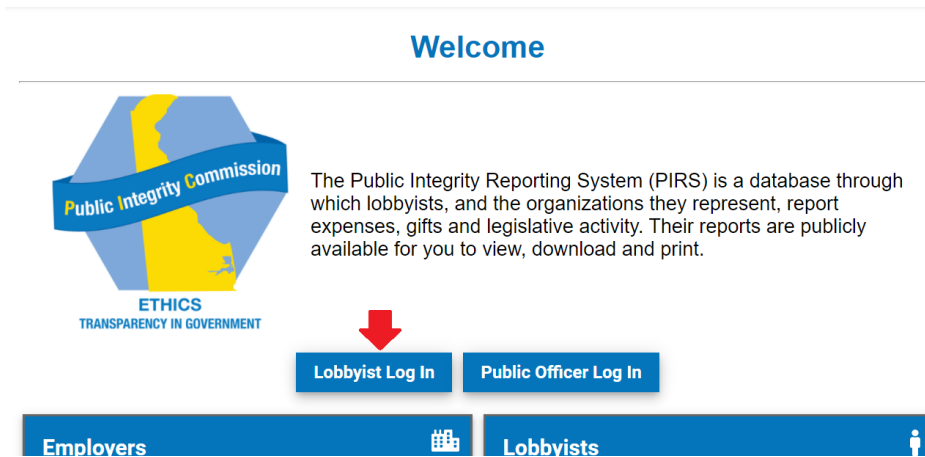 Welcome
Public Integrity Commission
ETHICS
TRANSPARENCY IN GOVERNMENT
The Public Integrity Reporting System (PIRS) is a database through
which lobbyists, and the organizations they represent, report
expenses, gifts and legislative activity. Their reports are publicly
available for you to view, download and print.
Lobbyist Log In
Public Officer Log In
Employers
Lobbyists